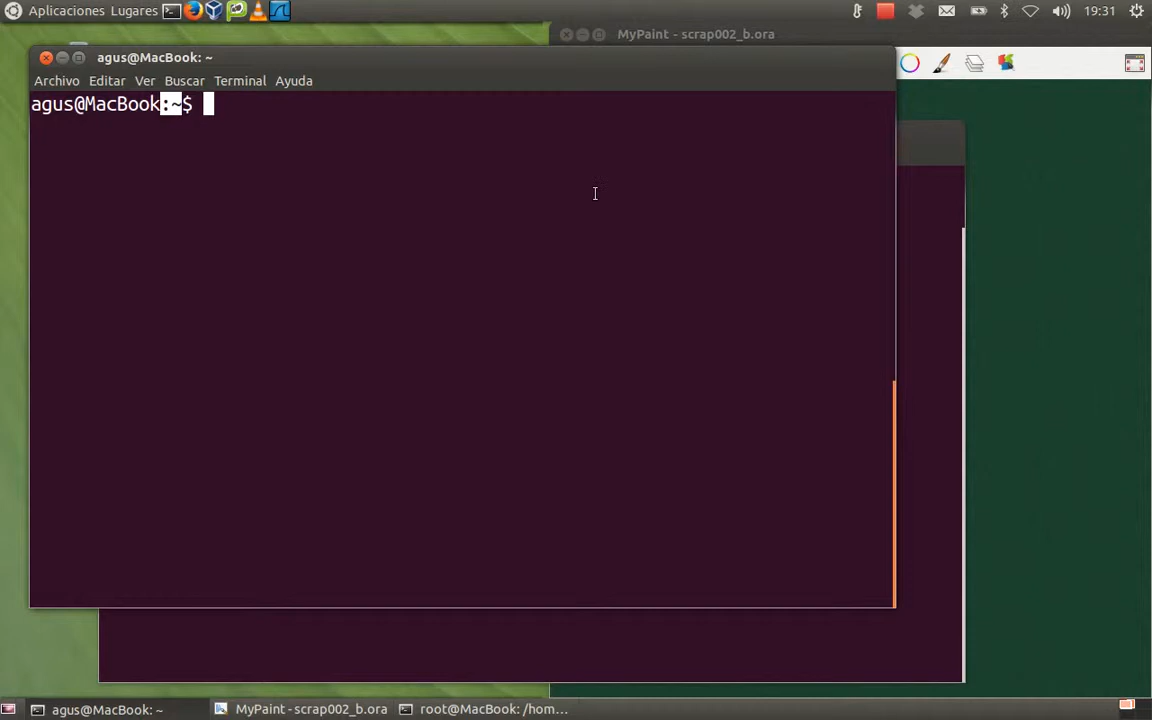 Aplicaciones Lugares
19:31
MyPaint - scrap002_b.ora
agus@MacBook: ~
Archivo Editar Ver Buscar Terminal Ayuda
agus@MacBook:~$
agus@MacBook: ~
MyPaint - scrap002_b.ora
root@MacBook: /hom...